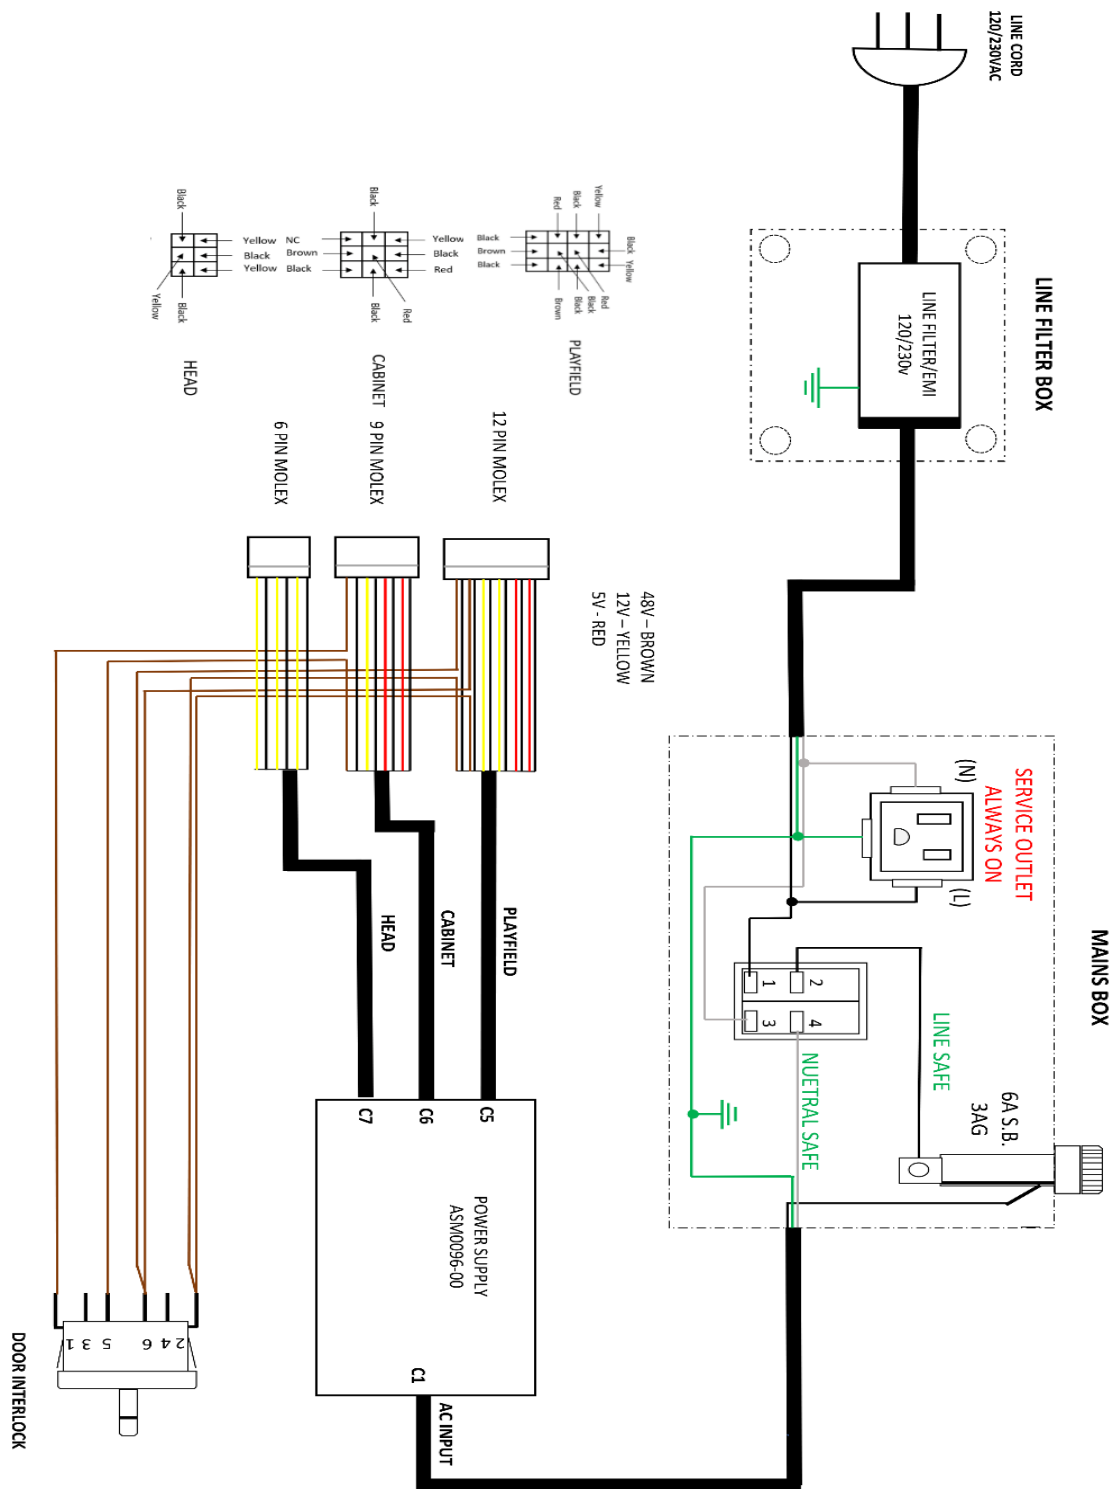 LINE CORD
120/230VAC
LINE FILTER BOX
LINE FILTER/EMI
120/230v
MAINS BOX
SERVICE OUTLET
ALWAYS ON
(N)
(L)
1
2
3
4
LINE SAFE
NUETRAL SAFE
6A S.B.
3AG
48V – BROWN
12V – YELLOW
5V - RED
PLAYFIELD
Yellow
Black
Red
Black
Brown
Black
Black
Yellow
Red
Black
Black
Brown
CABINET
Black
NC
Brown
Black
Yellow
Black
Red
Black
Red
HEAD
Black
Yellow
Black
Yellow
Yellow
Black
12 PIN MOLEX
9 PIN MOLEX
6 PIN MOLEX
PLAYFIELD
CABINET
HEAD
C5
C6
C7
POWER SUPPLY
ASM0096-00
C1
AC INPUT
1 3 5 6 4 2
DOOR INTERLOCK